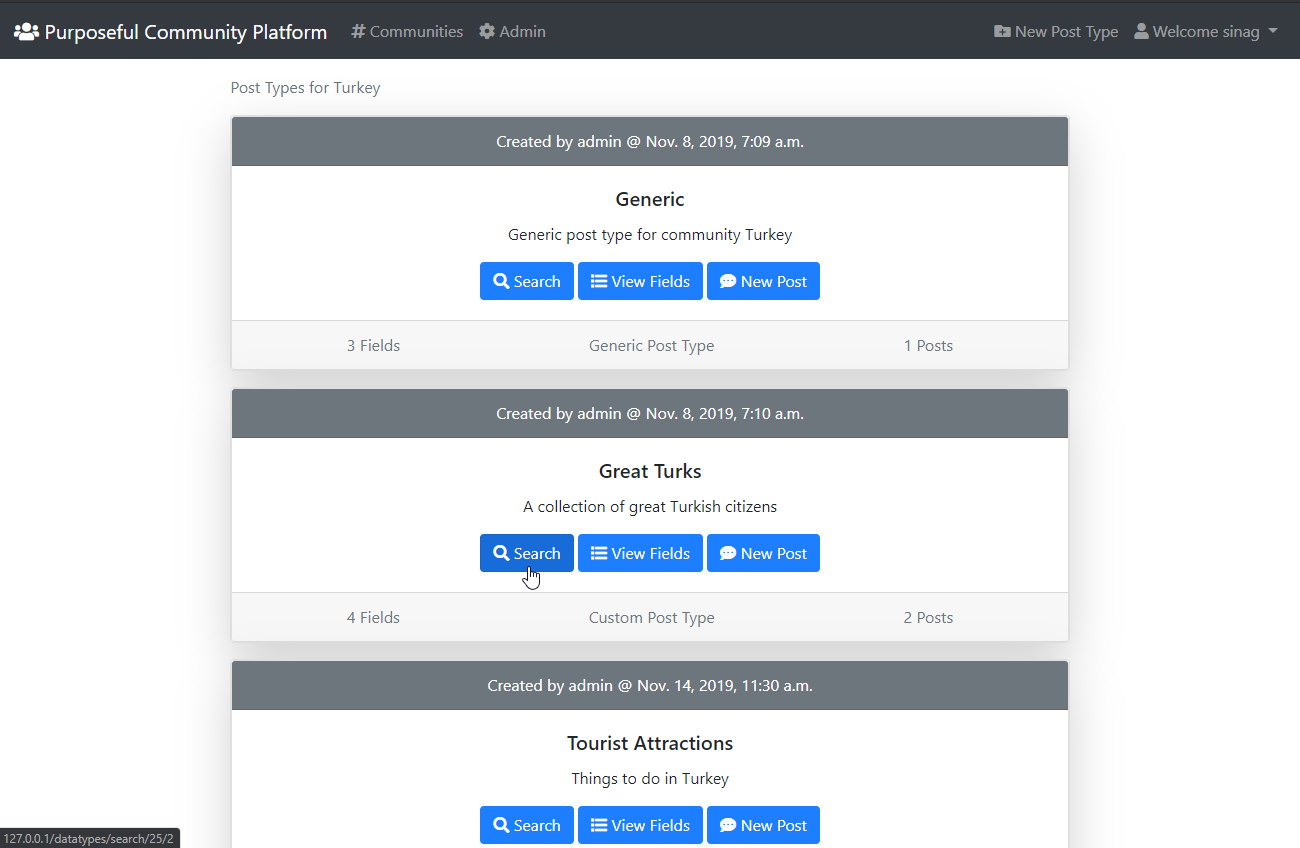 Purposeful Community Platform # Communities Admin New Post Type Welcome sinag
Post Types for Turkey
Created by admin @ Nov. 8, 2019, 7:09 a.m.
Generic
Generic post type for community Turkey
Search View Fields New Post
3 Fields Generic Post Type 1 Posts
Created by admin @ Nov. 8, 2019, 7:10 a.m.
Great Turks
A collection of great Turkish citizens
Search View Fields New Post
4 Fields Custom Post Type 2 Posts
Created by admin @ Nov. 14, 2019, 11:30 a.m.
Tourist Attractions
Things to do in Turkey
Search View Fields New Post
127.0.0.1/datatypes/search/25/2